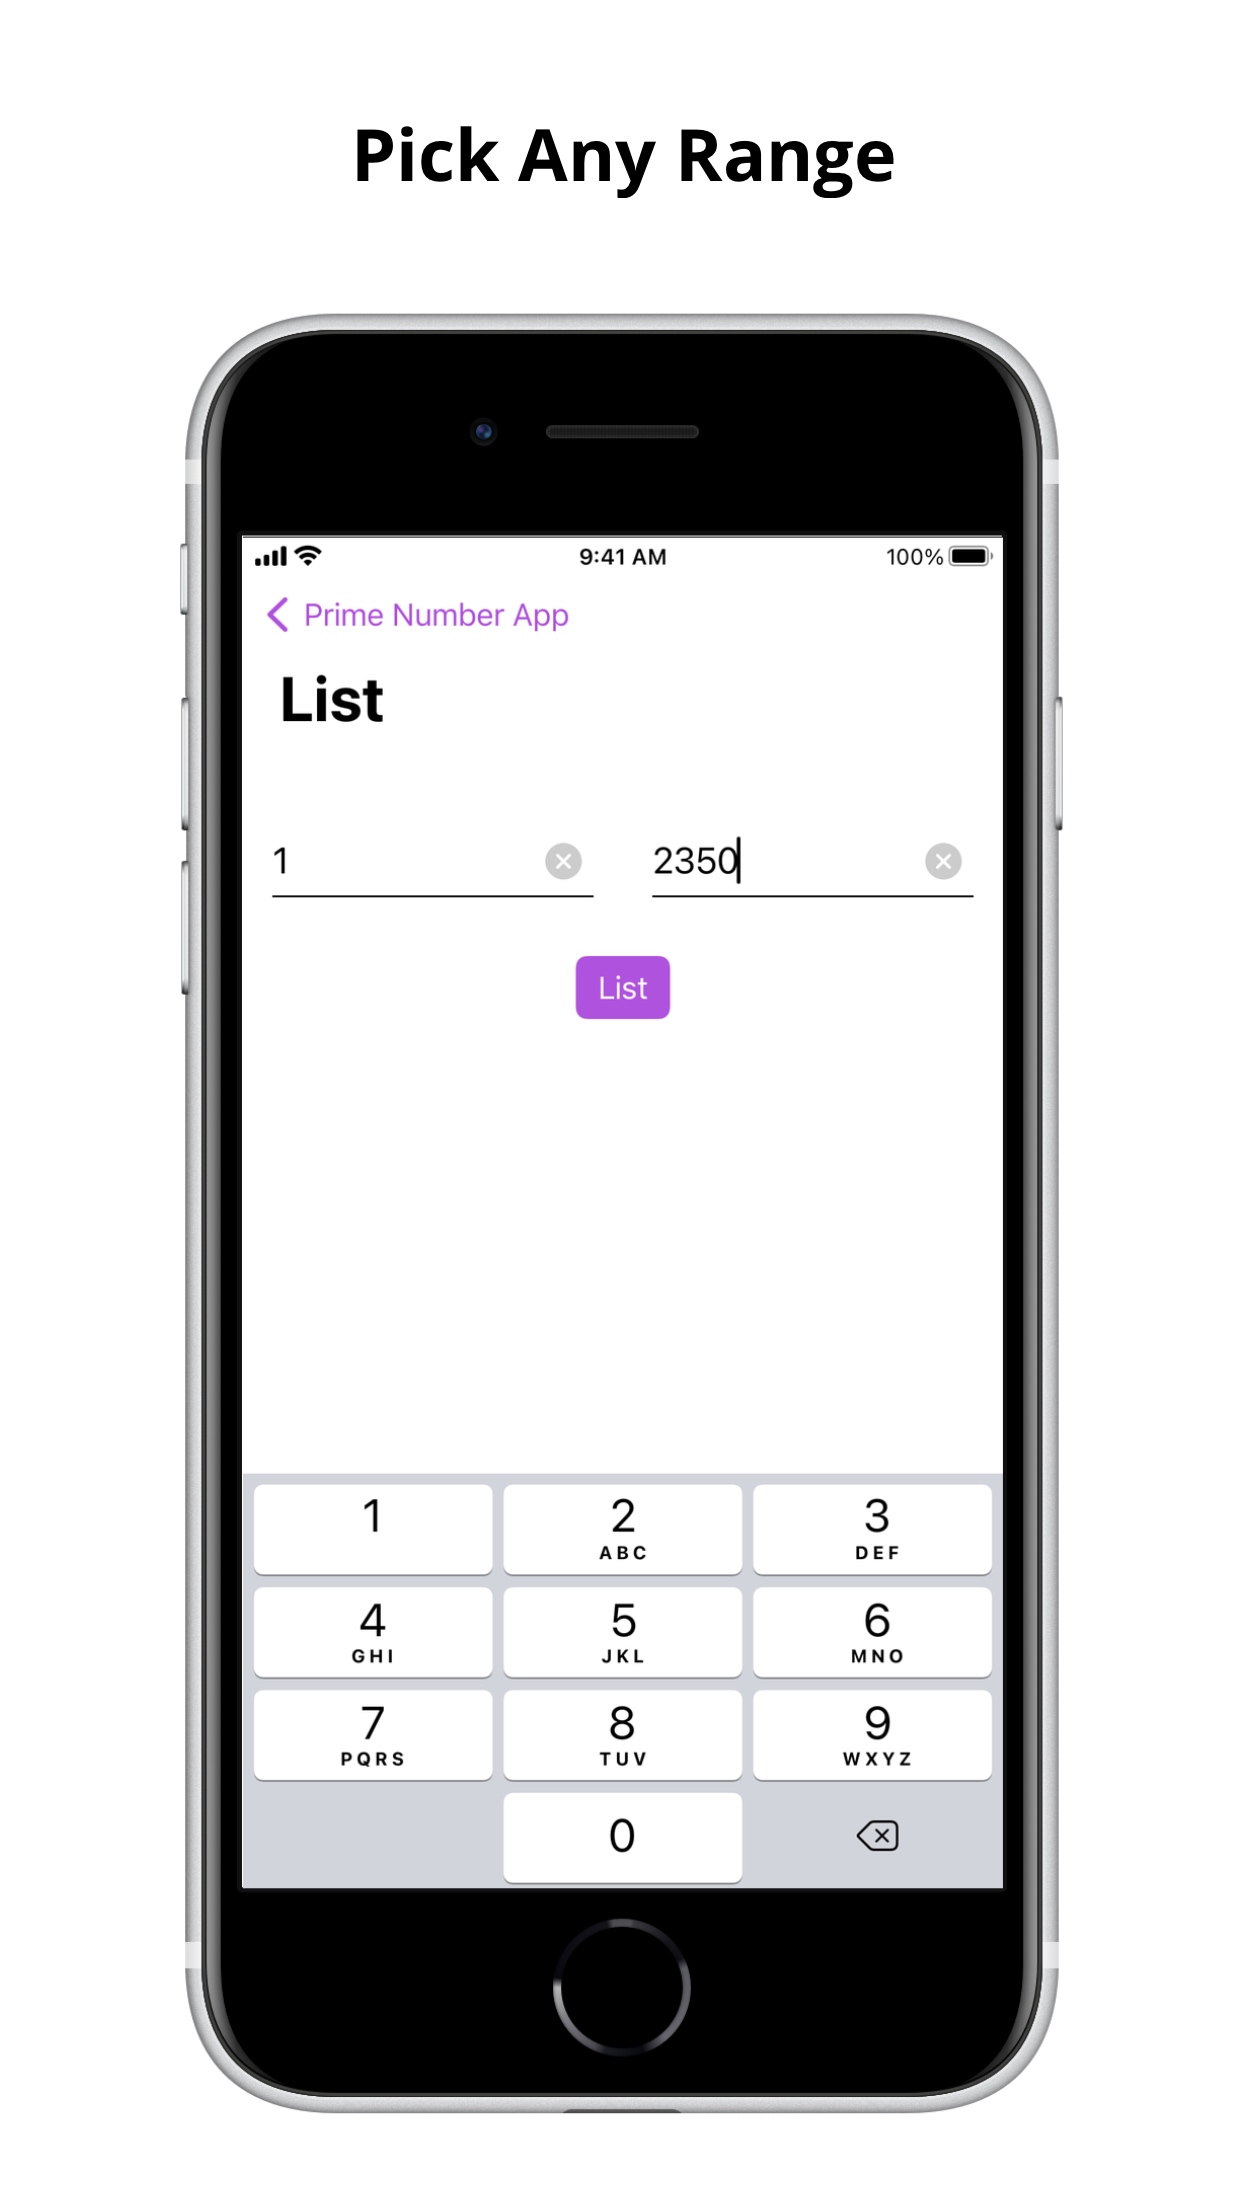 Pick Any Range
9:41 AM 100%
Prime Number App
List
1 2350
List
1 2 3
ABC DEF
4 5 6
GHI JKL MNO
7 8 9
PQRS TUV WXYZ
0